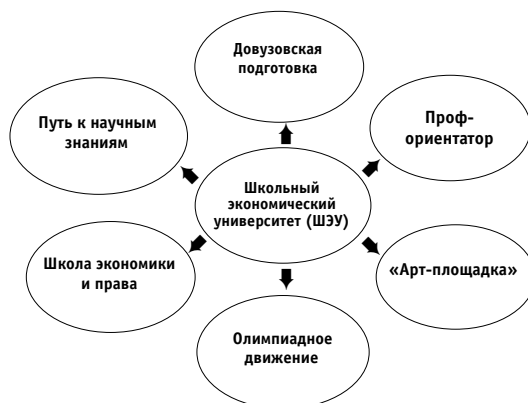 Довузовская
подготовка
Путь к научным
знаниям
Проф-
ориентатор
Школьный
экономический
университет (ШЭУ)
Школа экономики
и права
«Арт-площадка»
Олимпиадное
движение